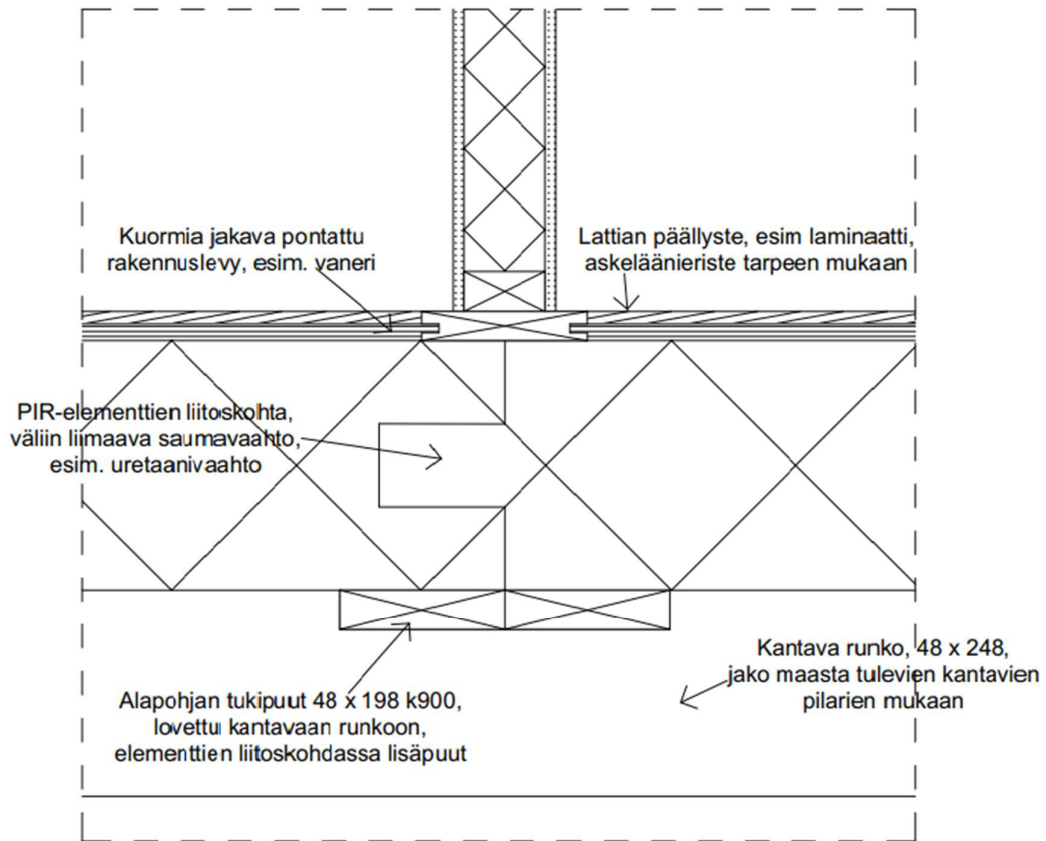 Kuormia jakava pontattu
rakennuslevy, esim. vaneri
Lattian päällyste, esim laminaatti,
askeläänieriste tarpeen mukaan
PIR-elementtien liitoskohta,
väliin liimaava saumavaahto,
esim. uretaanivaahto
Alapohjan tukipuut 48 x 198 k900,
lovettu kantavaan runkoon,
elementtien liitoskohdassa lisäpuut
Kantava runko, 48 x 248,
jako maasta tulevien kantavien
pilarien mukaan